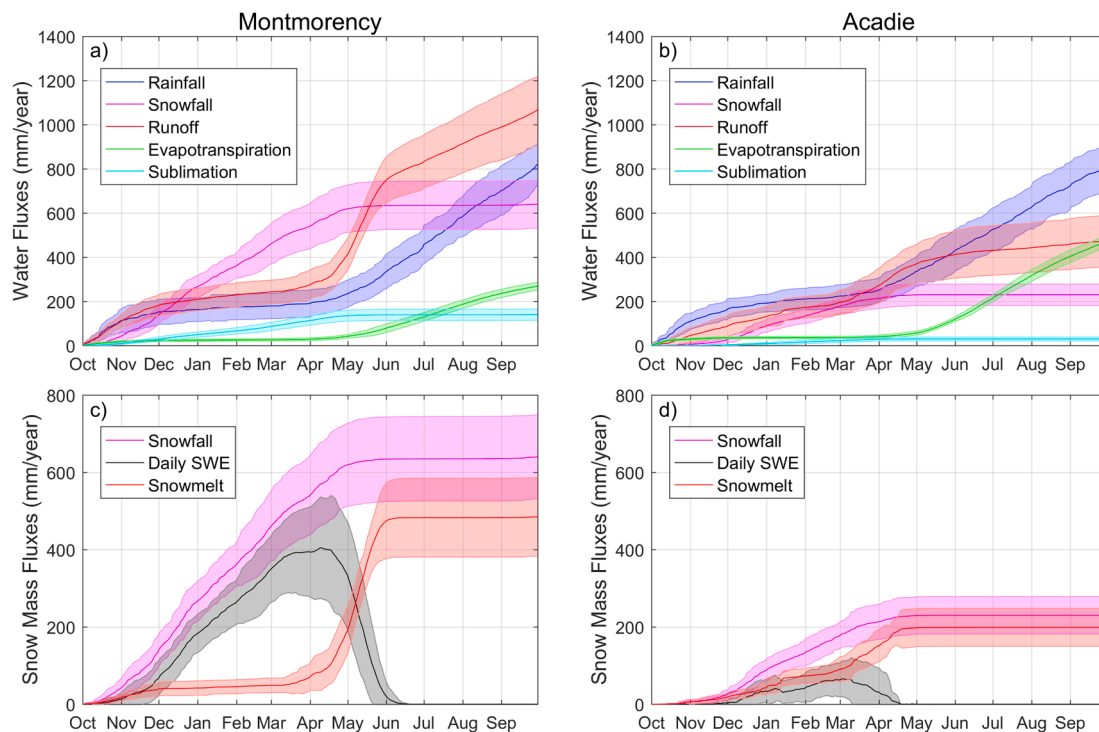 Montmorency
a)
1400
1200
1000
800
600
400
200
0
Water Fluxes (mm/year)
Rainfall
Snowfall
Runoff
Evapotranspiration
Sublimation
Oct Nov Dec Jan Feb Mar Apr May Jun Jul Aug Sep
Acadie
b)
1400
1200
1000
800
600
400
200
0
Water Fluxes (mm/year)
Rainfall
Snowfall
Runoff
Evapotranspiration
Sublimation
Oct Nov Dec Jan Feb Mar Apr May Jun Jul Aug Sep
c)
800
600
400
200
0
Snow Mass Fluxes (mm/year)
Snowfall
Daily SWE
Snowmelt
Oct Nov Dec Jan Feb Mar Apr May Jun Jul Aug Sep
d)
800
600
400
200
0
Snow Mass Fluxes (mm/year)
Snowfall
Daily SWE
Snowmelt
Oct Nov Dec Jan Feb Mar Apr May Jun Jul Aug Sep